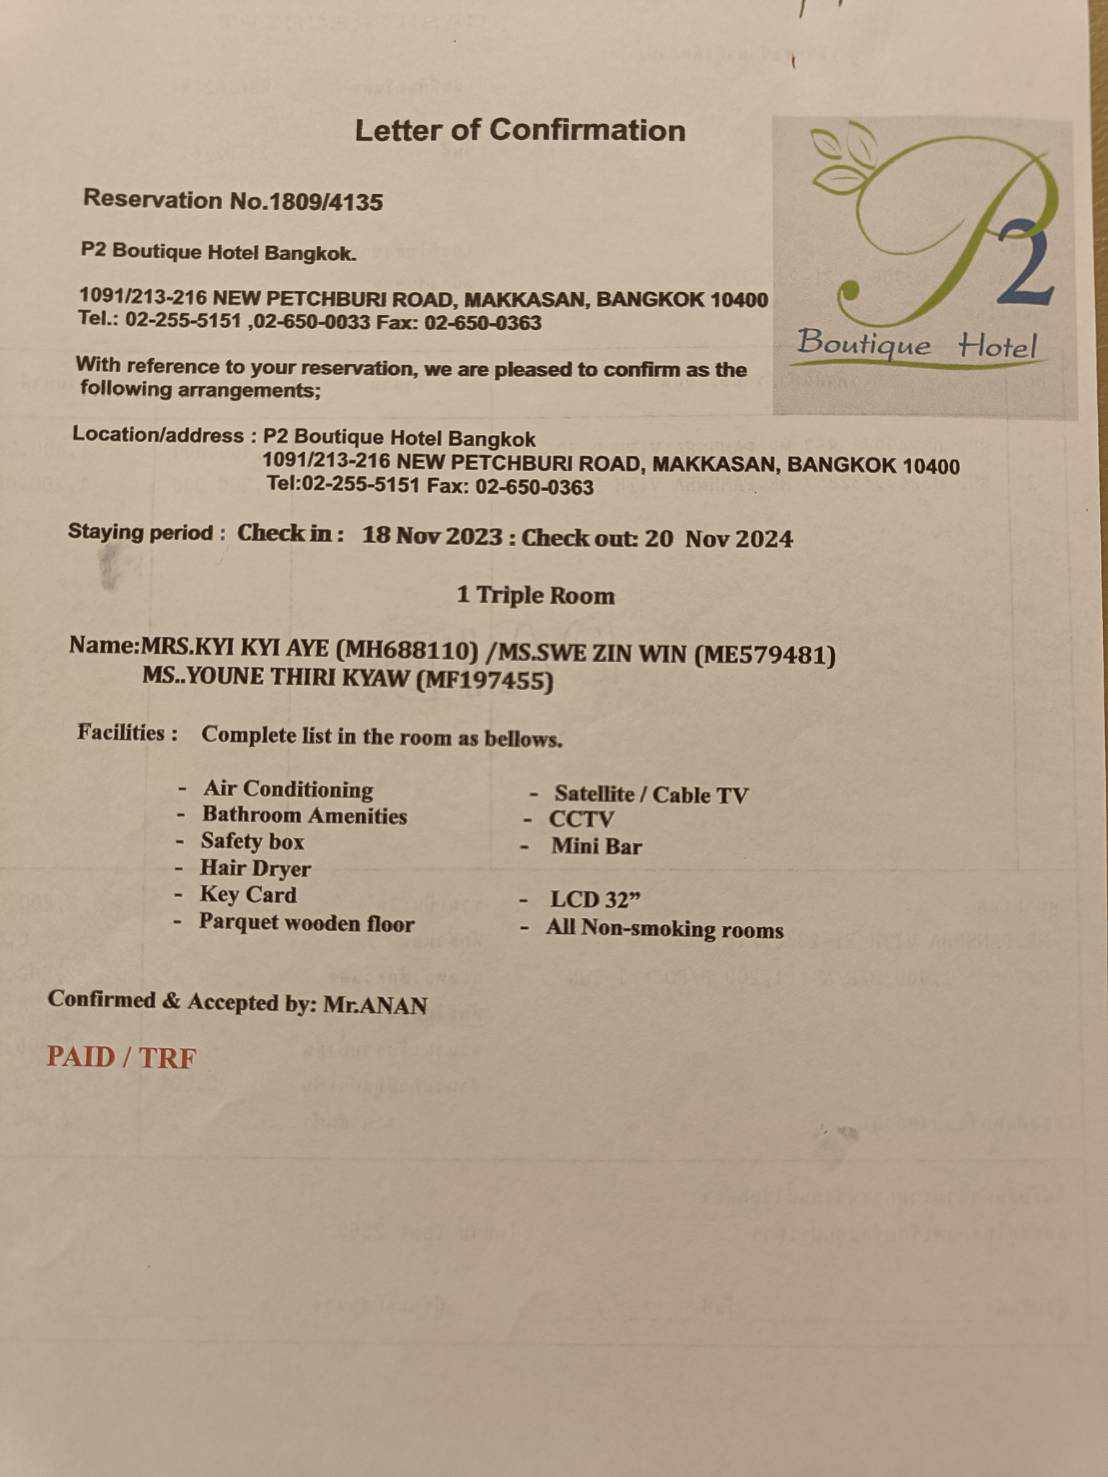 Letter of Confirmation
Reservation No.1809/4135
P2 Boutique Hotel Bangkok.
1091/213-216 NEW PETCHBURI ROAD, MAKKASAN, BANGKOK 10400
Tel.: 02-255-5151 ,02-650-0033 Fax: 02-650-0363
P2
Boutique Hotel
With reference to your reservation, we are pleased to confirm as the
following arrangements;
Location/address : P2 Boutique Hotel Bangkok
1091/213-216 NEW PETCHBURI ROAD, MAKKASAN, BANGKOK 10400
Tel:02-255-5151 Fax: 02-650-0363
Staying period : Check in : 18 Nov 2023 : Check out: 20 Nov 2024
1 Triple Room
Name:MRS.KYI KYI AYE (MH688110) /MS.SWE ZIN WIN (ME579481)
MS..YOUNE THIRI KYAW (MF197455)
Facilities : Complete list in the room as bellows.
- Air Conditioning - Satellite / Cable TV
- Bathroom Amenities - CCTV
- Safety box - Mini Bar
- Hair Dryer
- Key Card - LCD 32”
- Parquet wooden floor - All Non-smoking rooms
Confirmed & Accepted by: Mr.ANAN
PAID / TRF